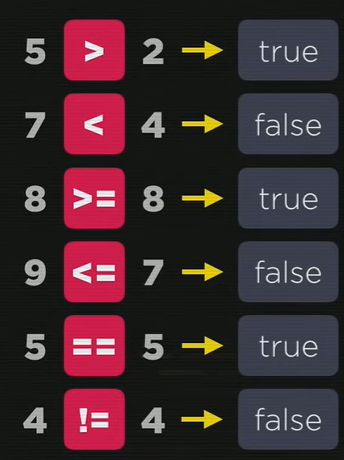 5 > 2 → true
7 < 4 → false
8 >= 8 → true
9 <= 7 → false
5 == 5 → true
4 != 4 → false